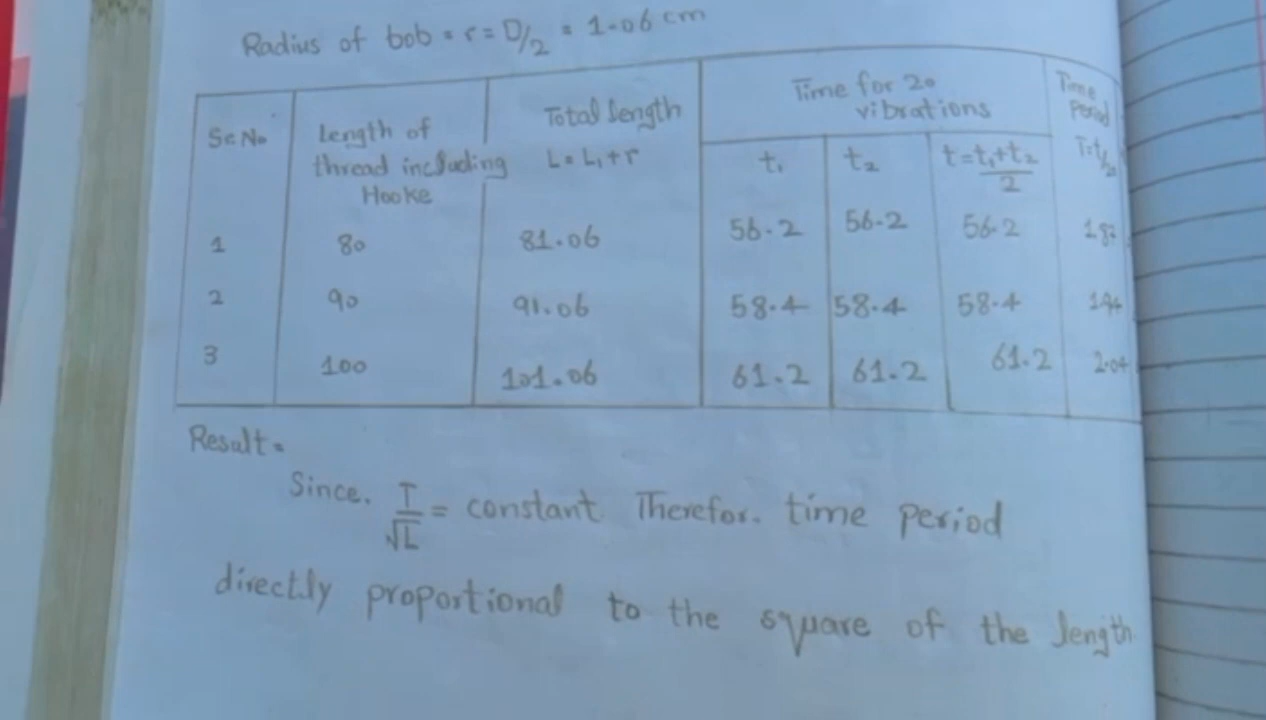 Radius of bob = r = D/2 = 1.06 cm
Sr. No
Length of thread including Hooke
Total length L = L₁+r
Time for 20 vibrations
t₁
t₂
t = t₁+t₂/2
Time Period T = t/20
1 80 81.06 56.2 56.2 56.2
2 90 91.06 58.4 58.4 58.4
3 100 101.06 61.2 61.2 61.2 2.04
Result =
Since. T/√L = constant. Therefor. time period
directly proportional to the square of the length